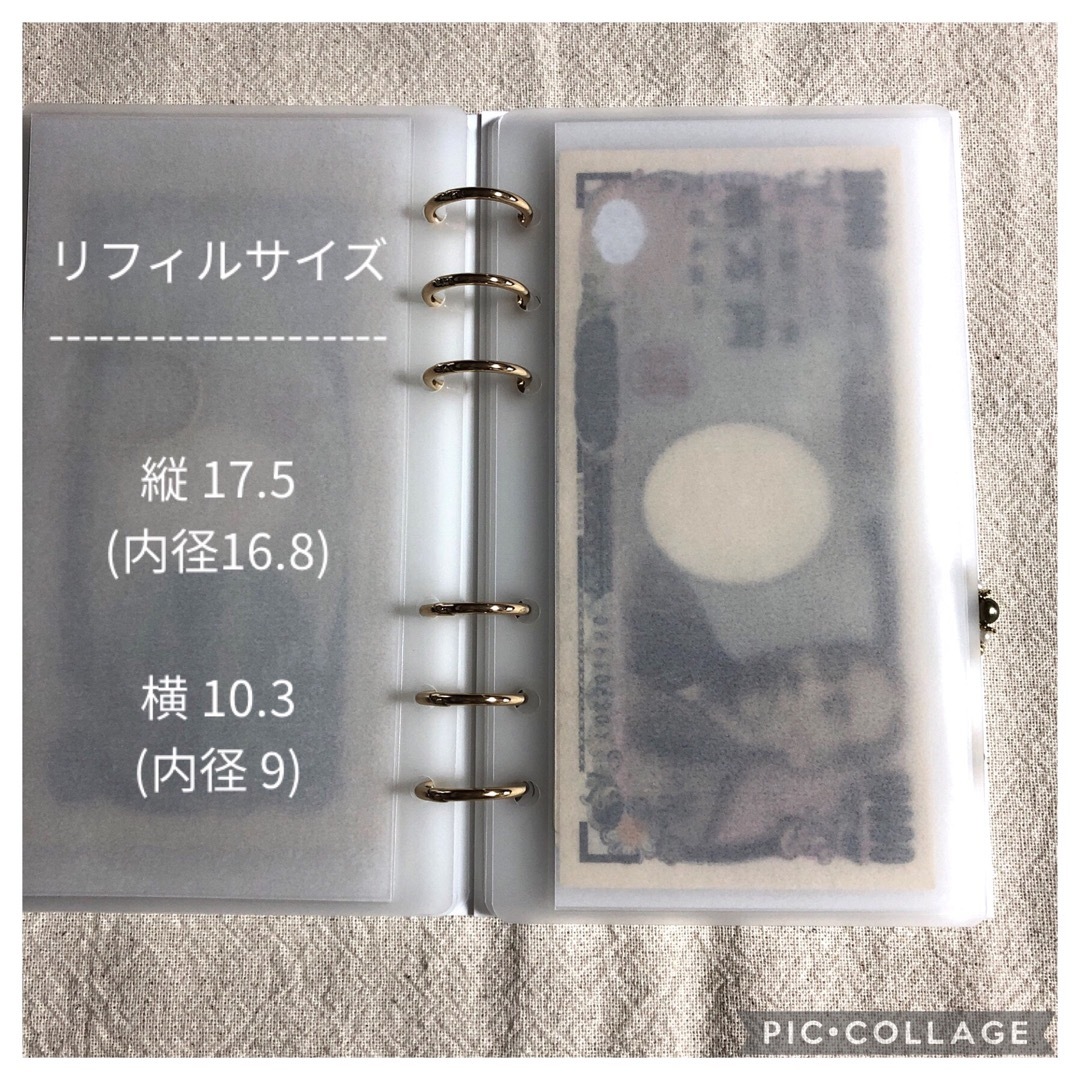 リフィルサイズ
--------------------
縦 17.5
(内径16.8)
横 10.3
(内径 9)
PIC•COLLAGE